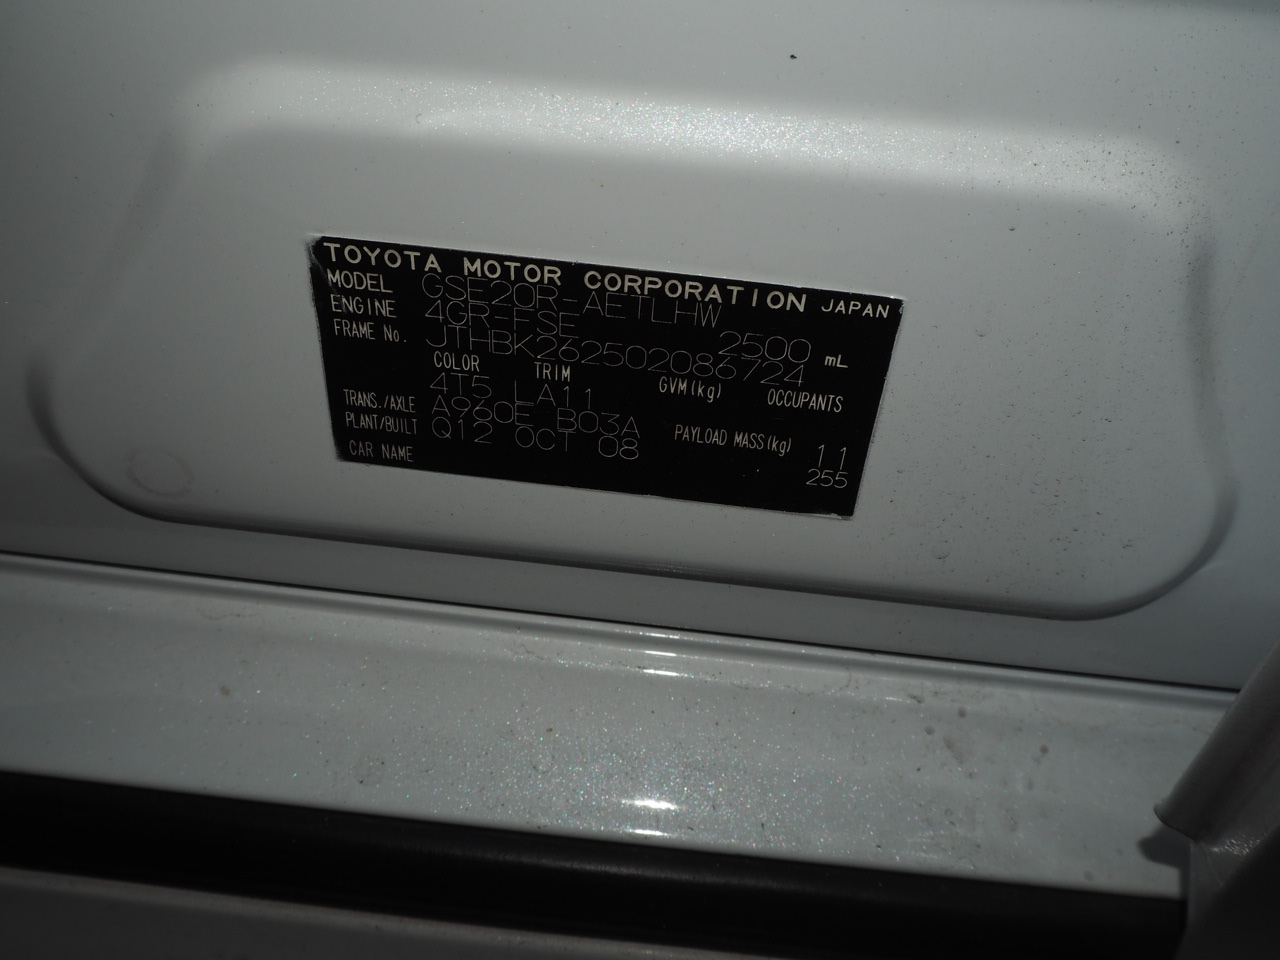 TOYOTA MOTOR CORPORATION JAPAN
MODEL GSE20R-AETLHW
ENGINE 4GR-FSE 2500 mL
FRAME No. JTHBK262502086724
COLOR TRIM GVM(kg) OCCUPANTS
4T5 LA11
TRANS./AXLE A960E B03A PAYLOAD MASS(kg) 11
PLANT/BUILT Q12 OCT 08 255
CAR NAME